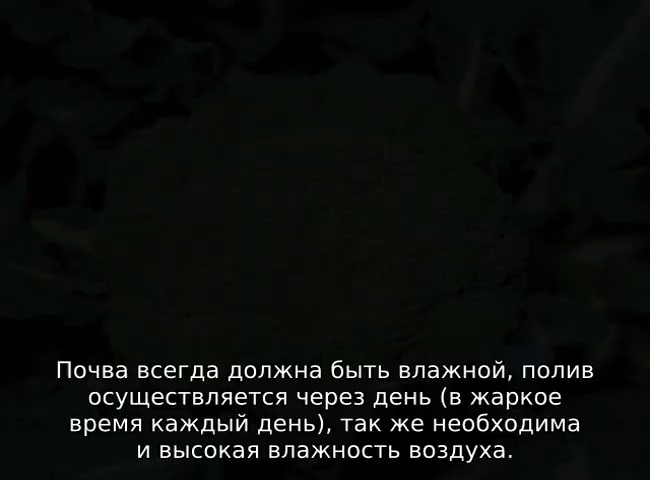 Почва всегда должна быть влажной, полив
осуществляется через день (в жаркое
время каждый день), так же необходима
и высокая влажность воздуха.